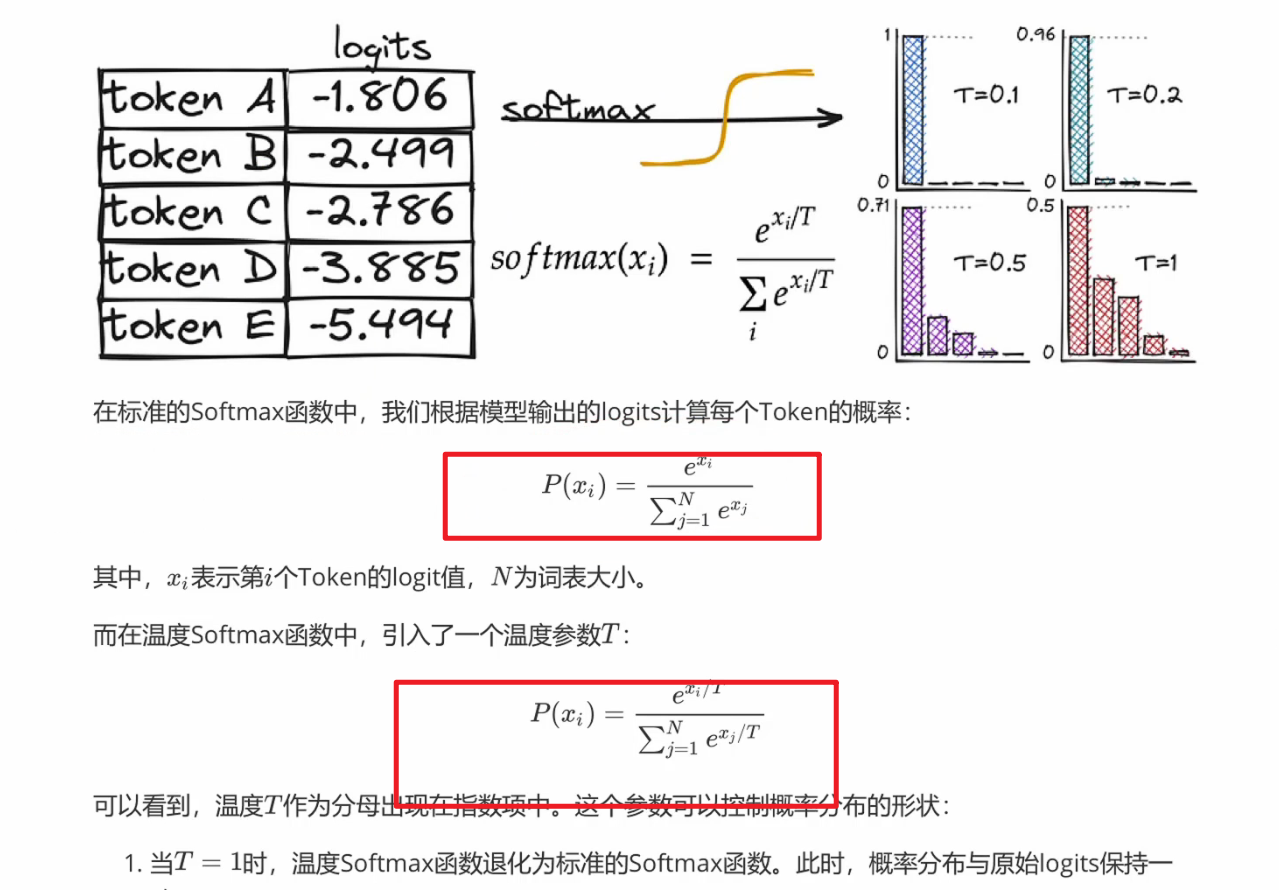 logits
token A -1.806
token B -2.499
token C -2.786
token D -3.885
token E -5.494
softmax
softmax(x_i) = e^{x_i/T} / ∑_i e^{x_i/T}
1 T=0.1 0
0.96 T=0.2 0
0.71 T=0.5 0
0.5 T=1 0
在标准的Softmax函数中，我们根据模型输出的logits计算每个Token的概率：
P(x_i) = e^{x_i} / ∑_{j=1}^{N} e^{x_j}
其中，x_i表示第i个Token的logit值，N为词表大小。
而在温度Softmax函数中，引入了一个温度参数T：
P(x_i) = e^{x_i/T} / ∑_{j=1}^{N} e^{x_j/T}
可以看到，温度T作为分母出现在指数项中。这个参数可以控制概率分布的形状：
1. 当T = 1时，温度Softmax函数退化为标准的Softmax函数。此时，概率分布与原始logits保持一